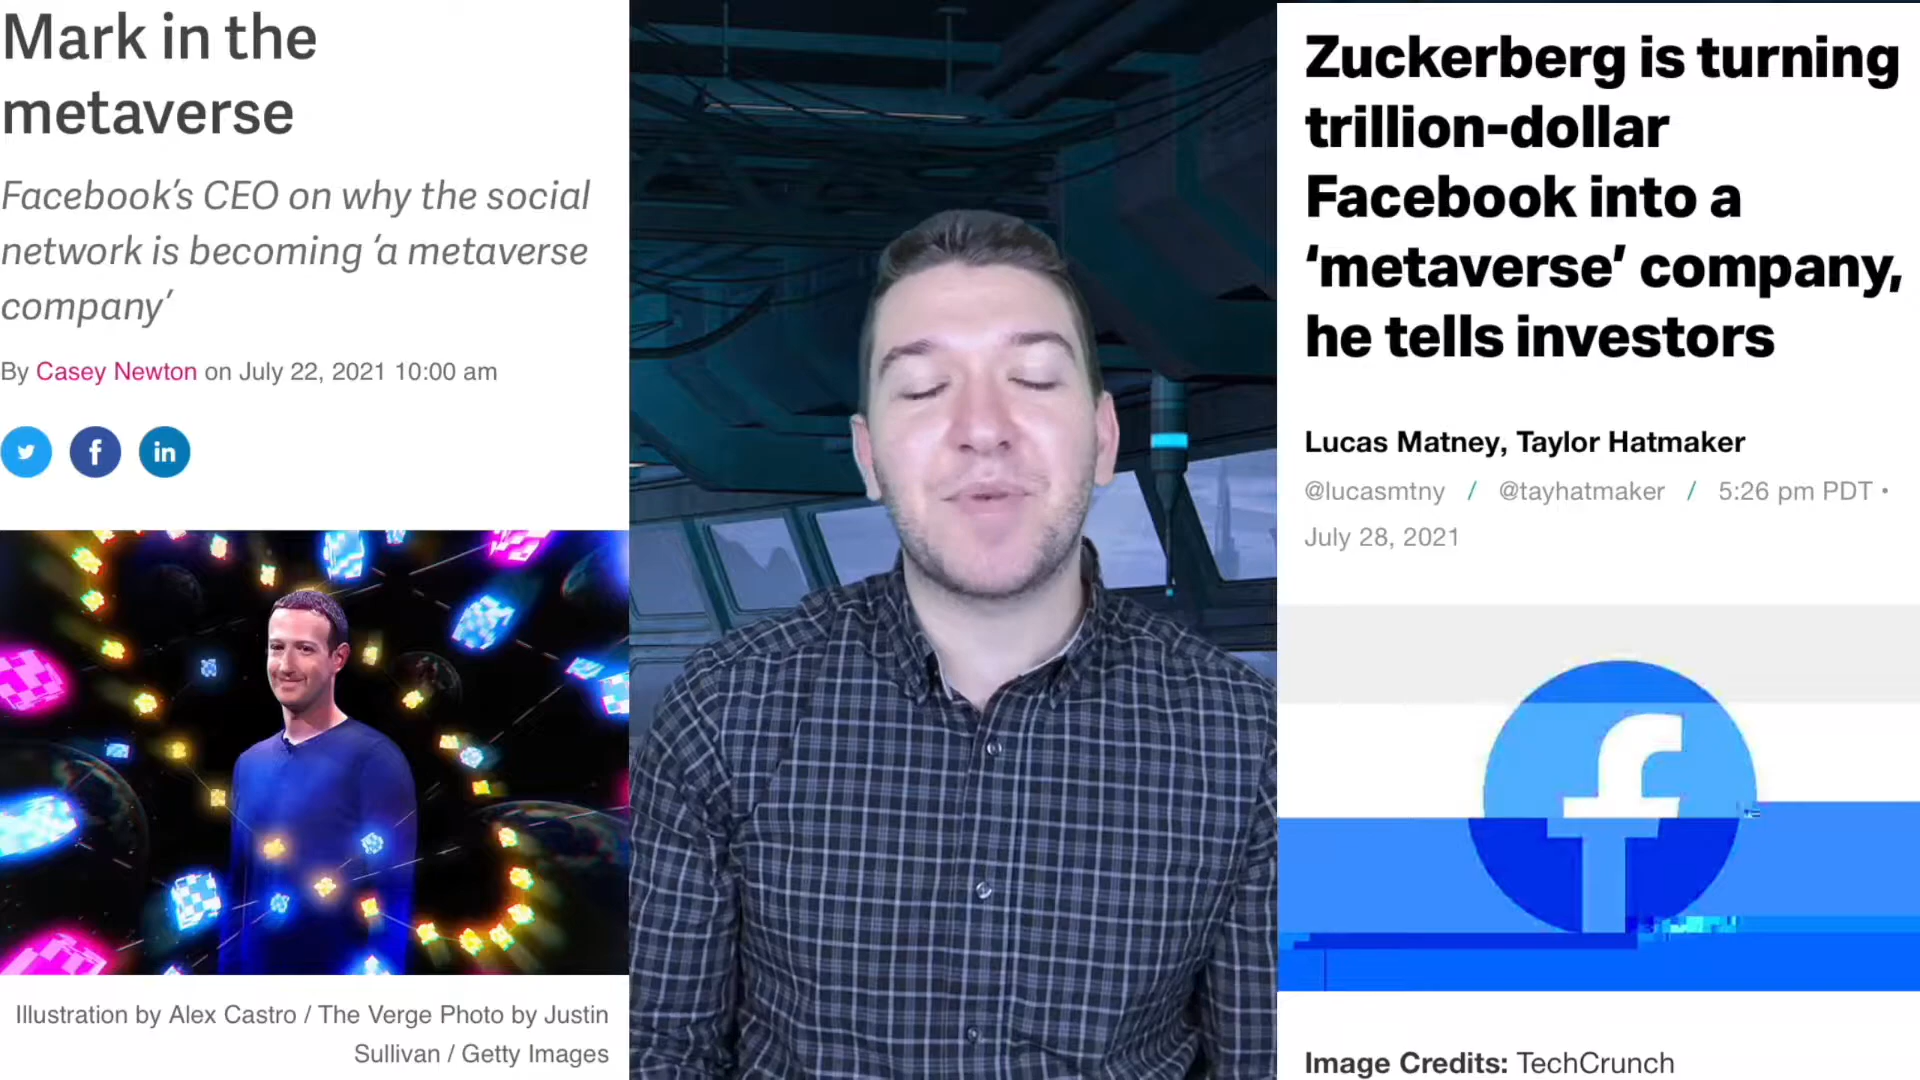 Mark in the
metaverse
Facebook’s CEO on why the social
network is becoming ‘a metaverse
company’
By Casey Newton on July 22, 2021 10:00 am
f
in
Illustration by Alex Castro / The Verge Photo by Justin
Sullivan / Getty Images
Zuckerberg is turning
trillion-dollar
Facebook into a
‘metaverse’ company,
he tells investors
Lucas Matney, Taylor Hatmaker
@lucasmtny / @tayhatmaker / 5:26 pm PDT •
July 28, 2021
f
Image Credits: TechCrunch